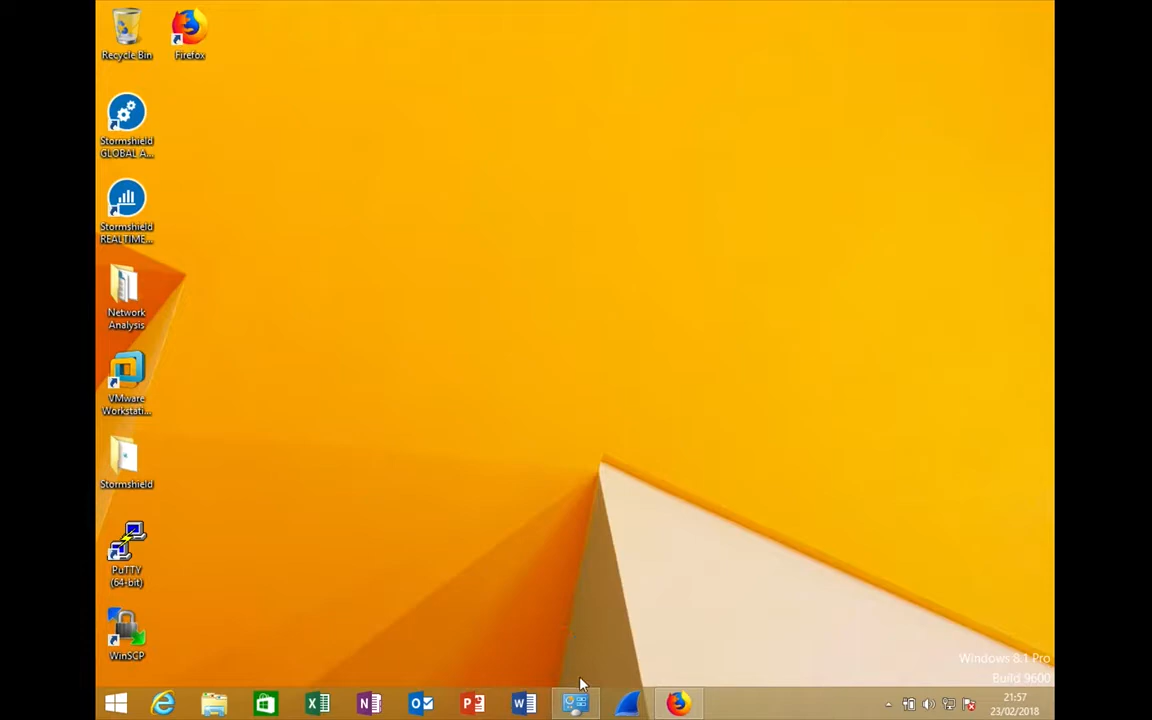 Recycle Bin
Firefox
Stormshield
GLOBAL A...
Stormshield
REALTIME...
Network
Analysis
VMware
Workstati...
Stormshield
PuTTY
(64-bit)
WinSCP
Windows 8.1 Pro
Build 9600
21:57
23/02/2018